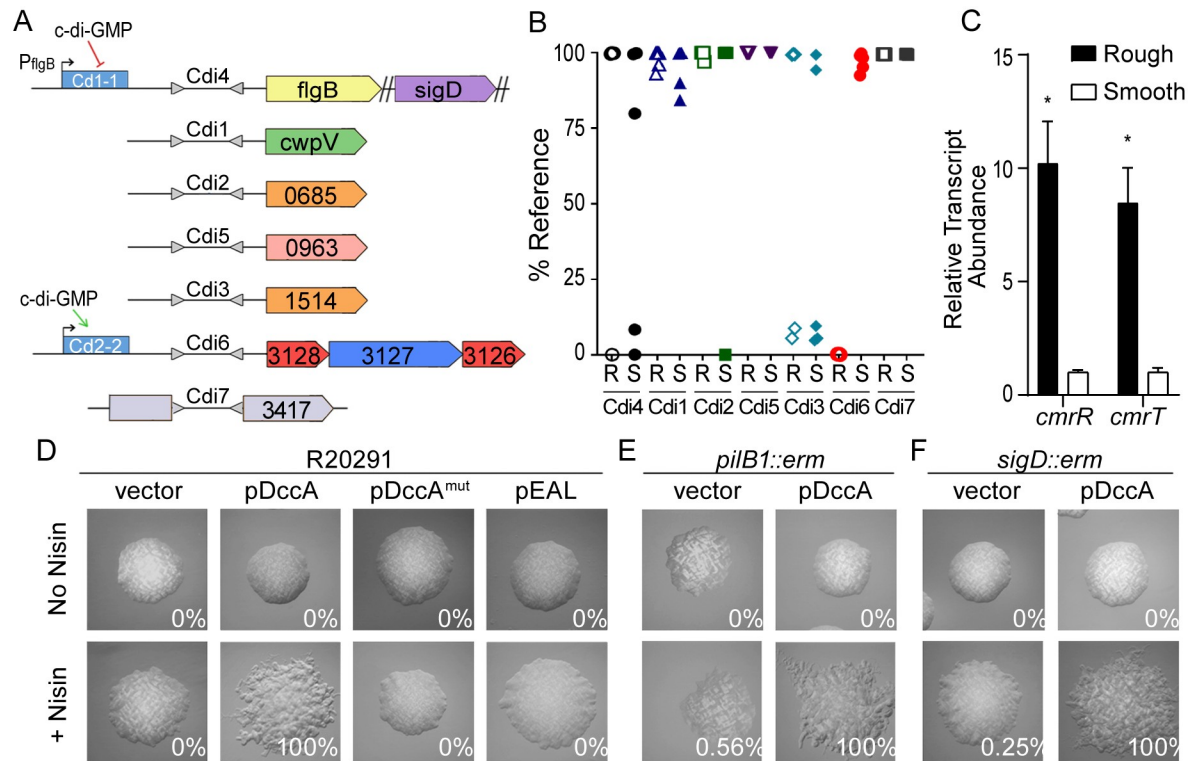 A
c-di-GMP
PflgB
Cd1-1
Cdi4
flgB
sigD
Cdi1
cwpV
Cdi2
0685
Cdi5
0963
Cdi3
1514
c-di-GMP
Cd2-2
Cdi6
3128 3127 3126
Cdi7
3417
B
% Reference
100
75
50
25
0
R S R S R S R S R S R S R S
Cdi4 Cdi1 Cdi2 Cdi5 Cdi3 Cdi6 Cdi7
C
Rough
Smooth
Relative Transcript
Abundance
15
10
5
0
* *
cmrR cmrT
D
R20291
vector pDccA pDccAmut pEAL
No Nisin
0% 0% 0% 0%
+ Nisin
0% 100% 0% 0%
E
pilB1::erm
vector pDccA
0% 0%
0.56% 100%
F
sigD::erm
vector pDccA
0% 0%
0.25% 100%